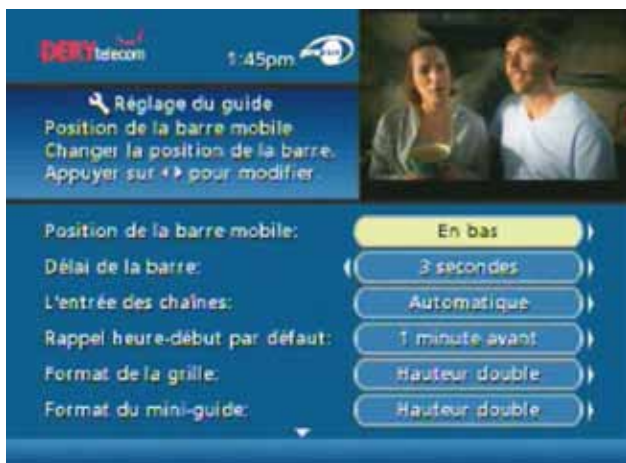 DERYtelecom
1:45pm
Réglage du guide
Position de la barre mobile
Changer la position de la barre.
Appuyer sur ◂▸ pour modifier
Position de la barre mobile: En bas
Délai de la barre: 3 secondes
L'entrée des chaînes: Automatique
Rappel heure-début par défaut: 1 minute avant
Format de la grille: Hauteur double
Format du mini-guide: Hauteur double